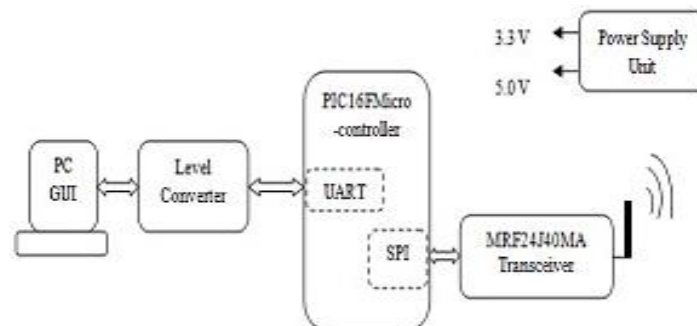 3.3 V
Power Supply
Unit
5.0 V
PIC16FMicro
-controller
PC
GUI
Level
Converter
UART
SPI
MRF24J40MA
Transceiver